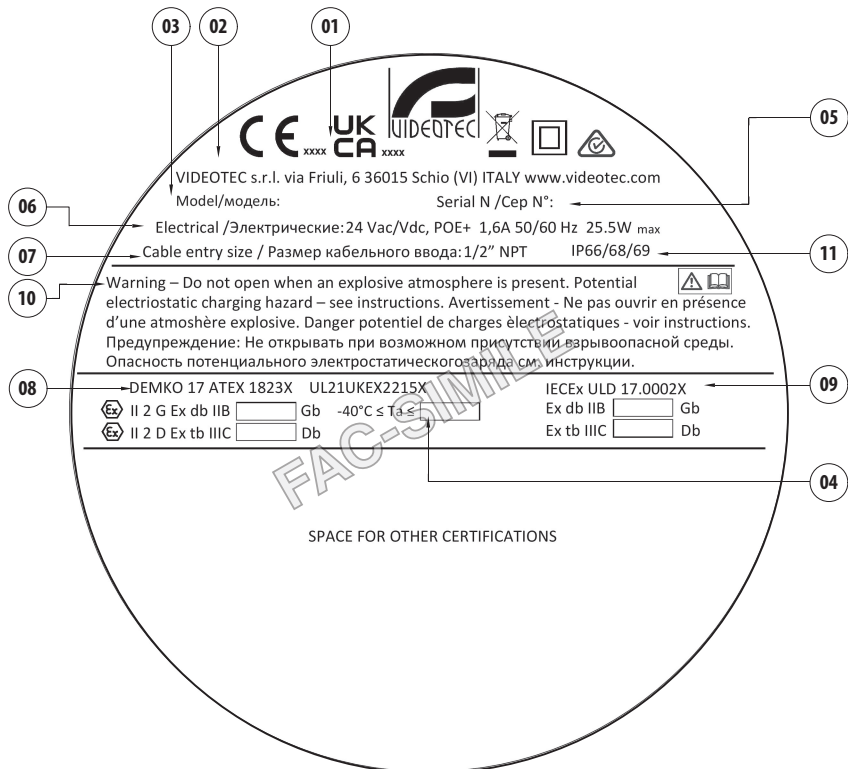 03
02
01
05
CE xxxx
UK CA xxxx
VIDEOTEC
VIDEOTEC s.r.l. via Friuli, 6 36015 Schio (VI) ITALY www.videotec.com
Model/модель: Serial N /Сер N°:
06
Electrical /Электрические:24 Vac/Vdc, POE+ 1,6A 50/60 Hz 25.5W max
07
Cable entry size / Размер кабельного ввода:1/2” NPT IP66/68/69
11
10
Warning – Do not open when an explosive atmosphere is present. Potential
electriostatic charging hazard – see instructions. Avertissement - Ne pas ouvrir en présence
d’une atmoshère explosive. Danger potentiel de charges èlectrostatiques - voir instructions.
Предупреждение: Не открывать при возможном присутствии взрывоопасной среды.
Опасность потенциального электростатическогозаряда см. инструкции.
08
DEMKO 17 ATEX 1823X UL21UKEX2215X IECEx ULD 17.0002X
09
Ex II 2 G Ex db IIB Gb -40°C ≤ Ta ≤ Ex db IIB Gb
Ex II 2 D Ex tb IIIC Db Ex tb IIIC Db
04
FAC-SIMILE
SPACE FOR OTHER CERTIFICATIONS